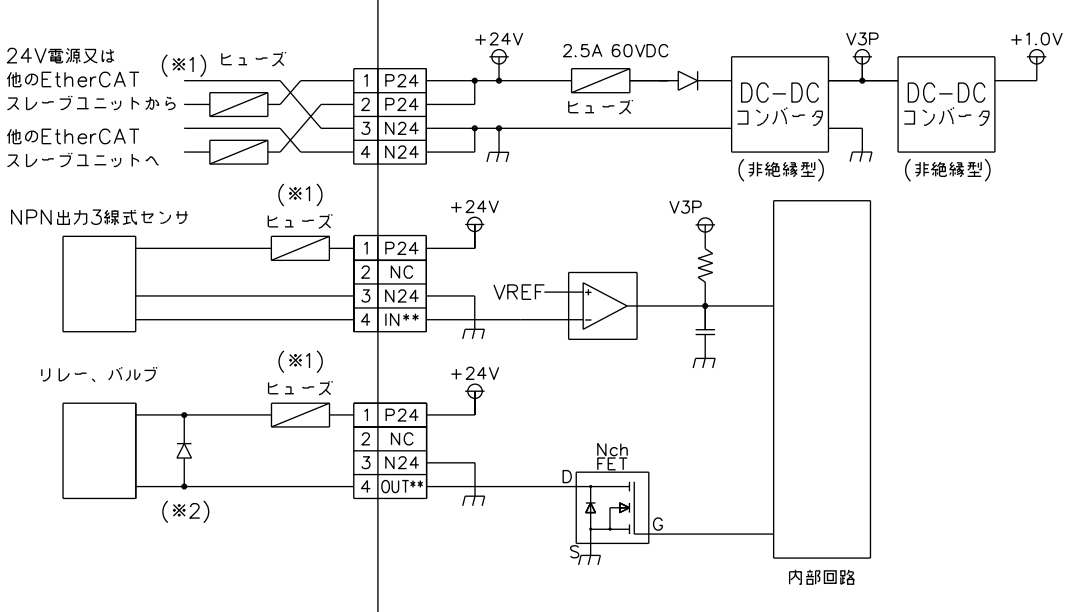 24V電源又は
他のEtherCAT
スレーブユニットから
他のEtherCAT
スレーブユニットへ
(※1) ヒューズ
1 P24
2 P24
3 N24
4 N24
+24V
2.5A 60VDC
ヒューズ
DC-DC
コンバータ
(非絶縁型)
V3P
DC-DC
コンバータ
(非絶縁型)
+1.0V
NPN出力3線式センサ
(※1)
ヒューズ
1 P24
2 NC
3 N24
4 IN**
+24V
VREF
+
-
V3P
リレー、バルブ
(※1)
ヒューズ
(※2)
1 P24
2 NC
3 N24
4 OUT**
+24V
Nch
FET
D
G
S
内部回路